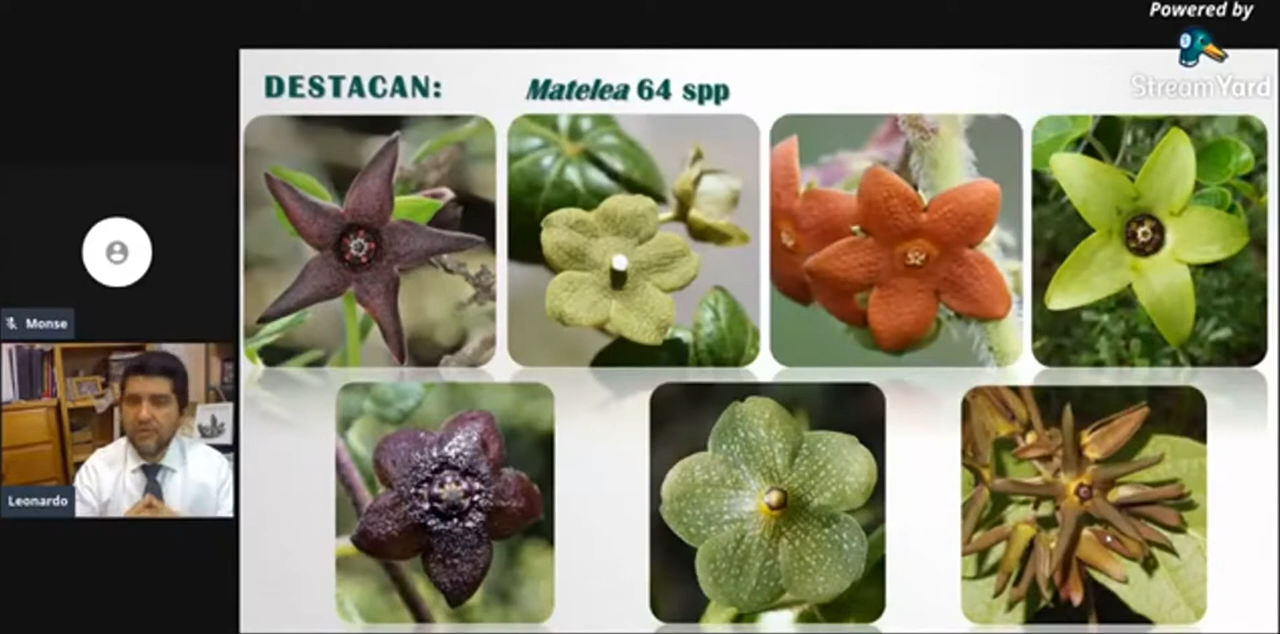 Powered by
StreamYard
DESTACAN:
Matelea 64 spp
Monse
Leonardo